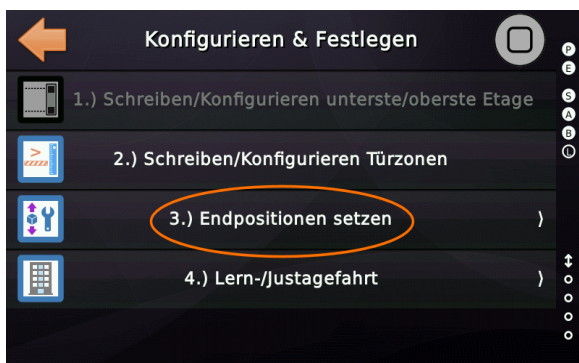 Konfigurieren & Festlegen
1.) Schreiben/Konfigurieren unterste/oberste Etage
2.) Schreiben/Konfigurieren Türzonen
3.) Endpositionen setzen
4.) Lern-/Justagefahrt
P
E
S
A
B
L